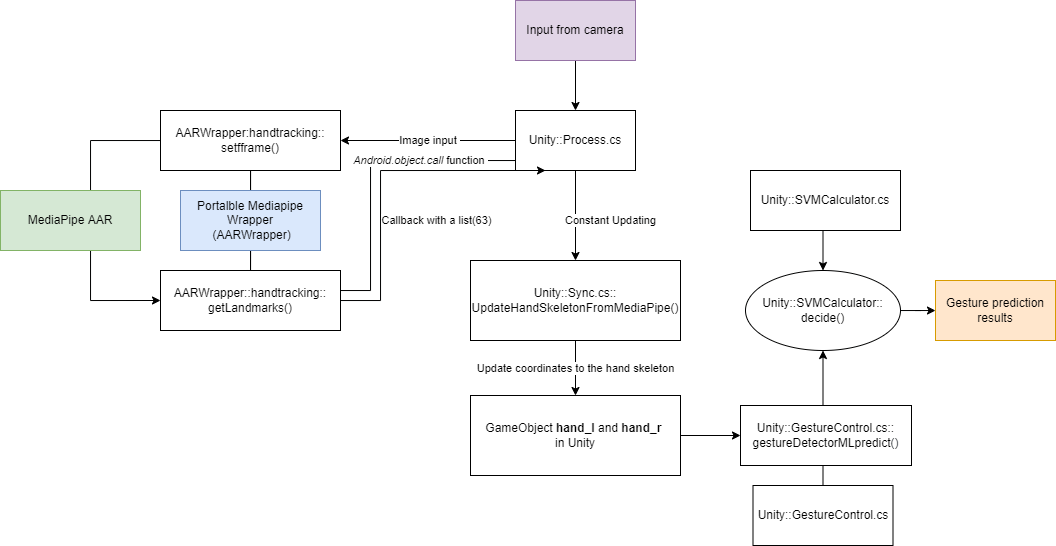 Input from camera
AARWrapper:handtracking::
setfframe()
Image input
Unity::Process.cs
Android.object.call function
MediaPipe AAR
Portalble Mediapipe
Wrapper
(AARWrapper)
Callback with a list(63)
Constant Updating
Unity::SVMCalculator.cs
AARWrapper::handtracking::
getLandmarks()
Unity::Sync.cs::
UpdateHandSkeletonFromMediaPipe()
Unity::SVMCalculator::
decide()
Gesture prediction
results
Update coordinates to the hand skeleton
GameObject hand_l and hand_r
in Unity
Unity::GestureControl.cs::
gestureDetectorMLpredict()
Unity::GestureControl.cs